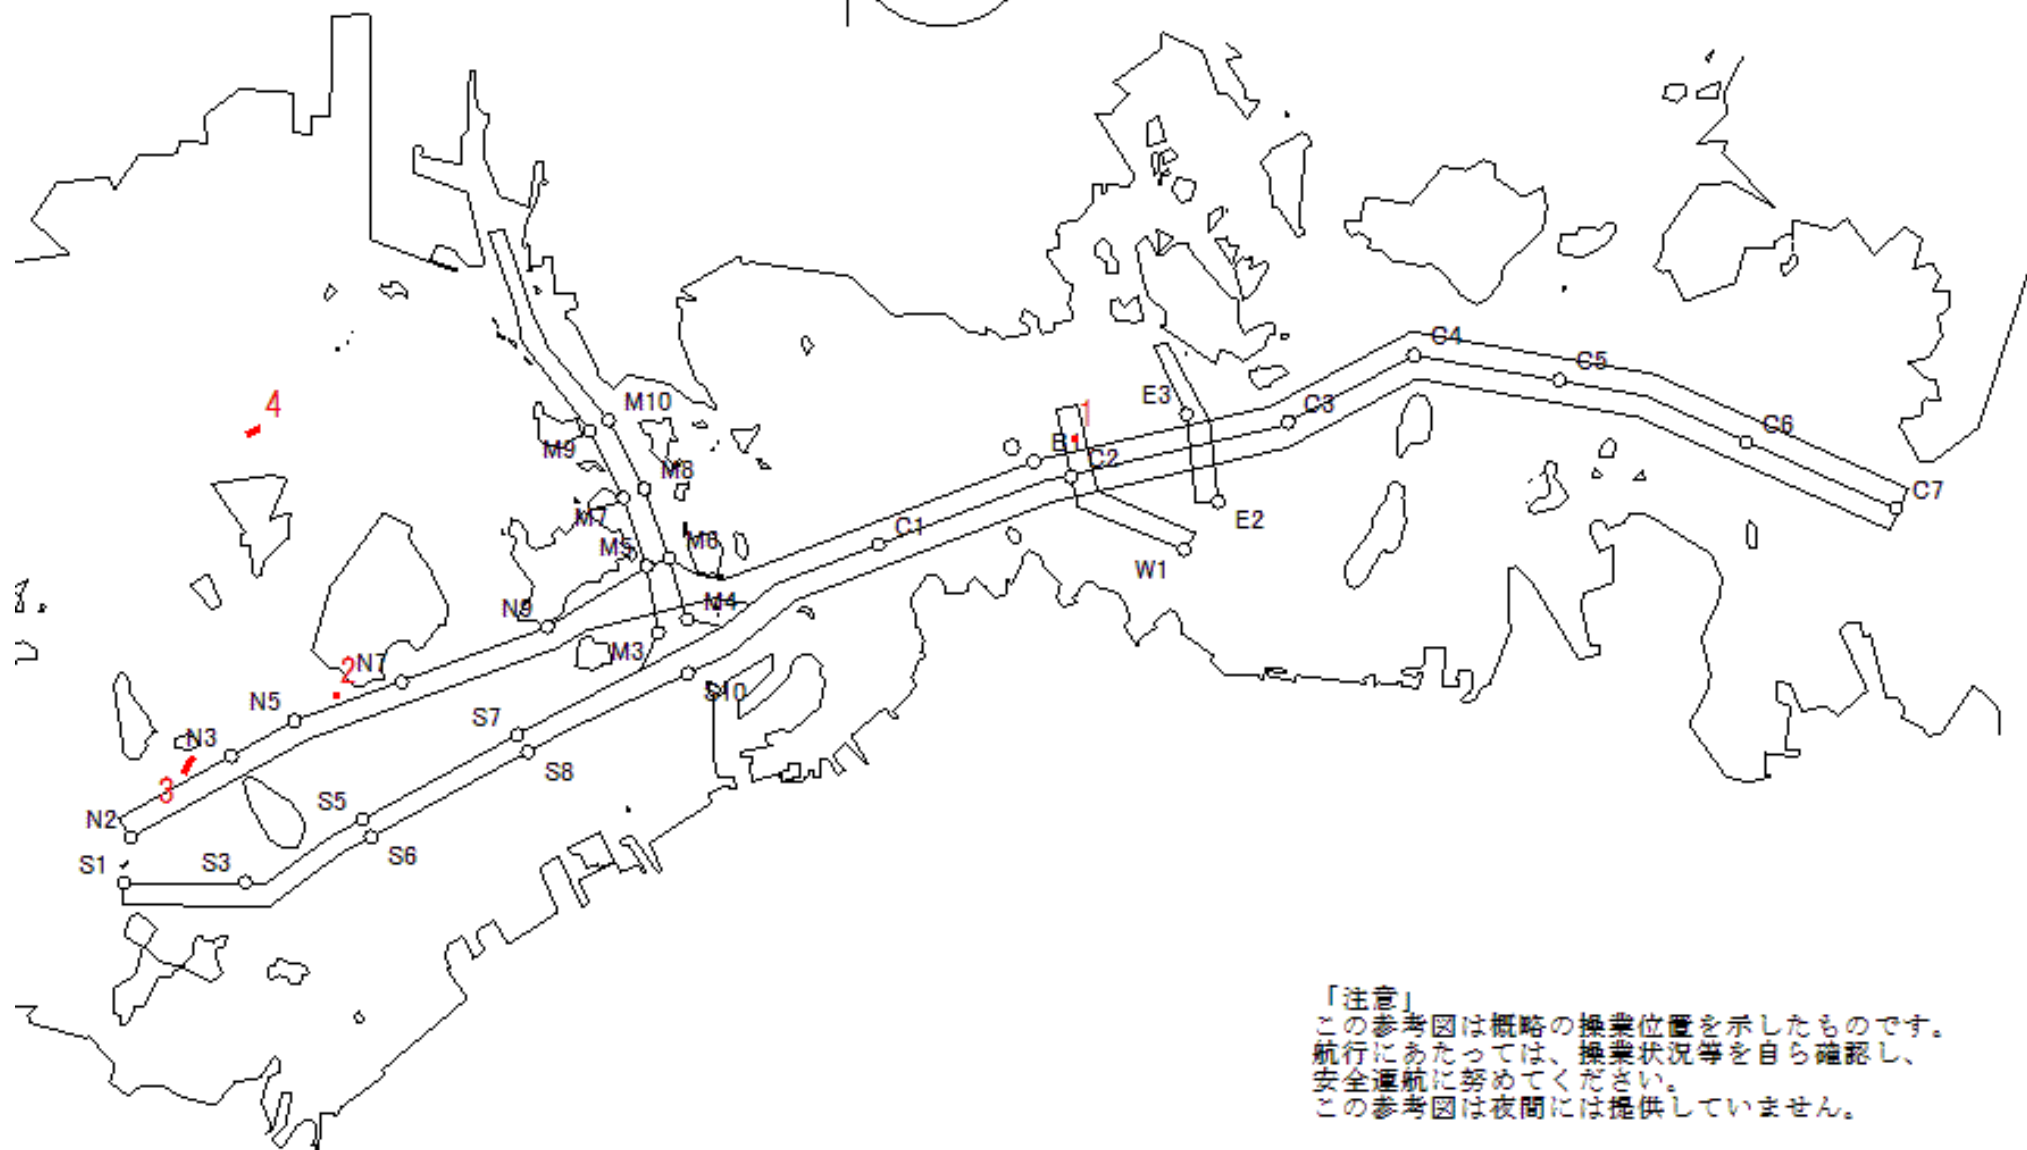 C4
4
C5
E3
1
M10
C3
C6
B1
M9
C2
M8
C7
M7
E2
C1
M6
M5
W1
N9
M4
M3
2
N7
S10
N5
S7
N3
S8
3
S5
N2
S6
S1
S3
「注意」
この参考図は概略の操業位置を示したものです。
航行にあたっては、操業状況等を自ら確認し、
安全運航に努めてください。
この参考図は夜間には提供していません。